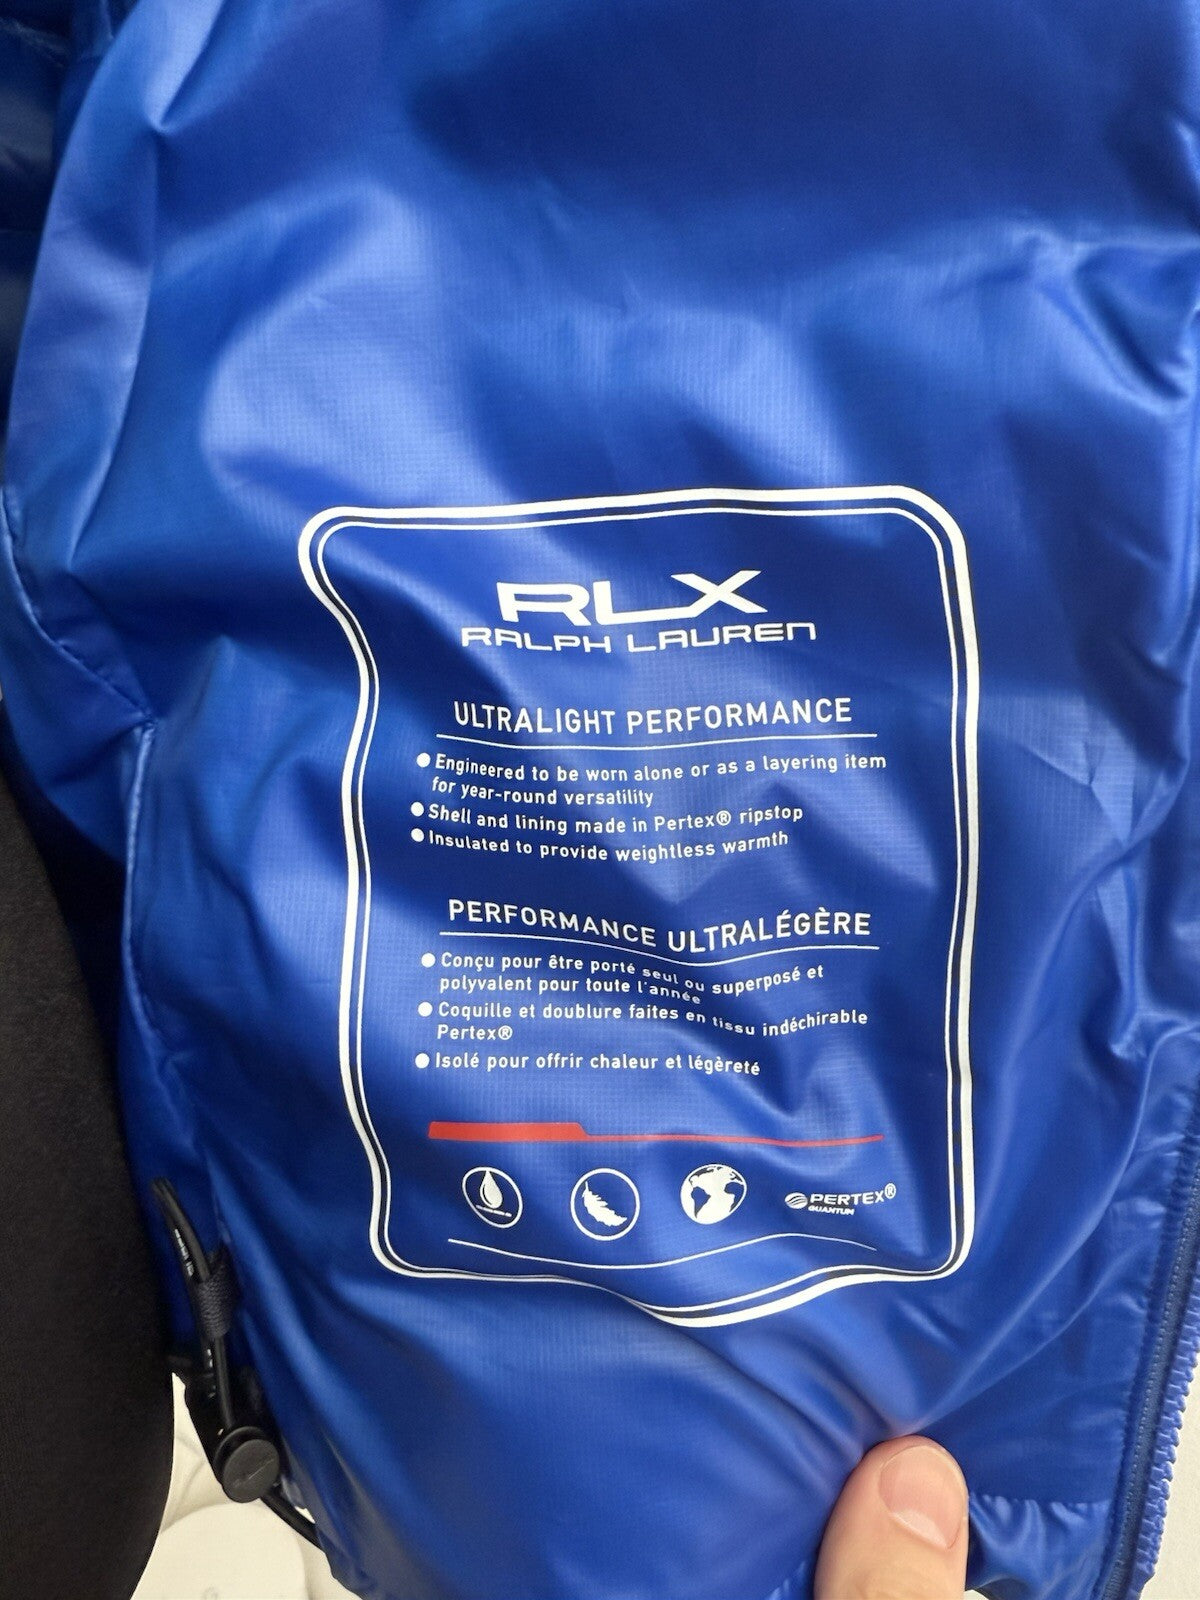 RLX
RALPH LAUREN
ULTRALIGHT PERFORMANCE
● Engineered to be worn alone or as a layering item
for year-round versatility
● Shell and lining made in Pertex® ripstop
● Insulated to provide weightless warmth
PERFORMANCE ULTRALÉGÈRE
● Conçu pour être porté seul ou superposé et
polyvalent pour toute l'année
● Coquille et doublure faites en tissu indéchirable
Pertex®
● Isolé pour offrir chaleur et légèreté
PERTEX®
QUANTUM